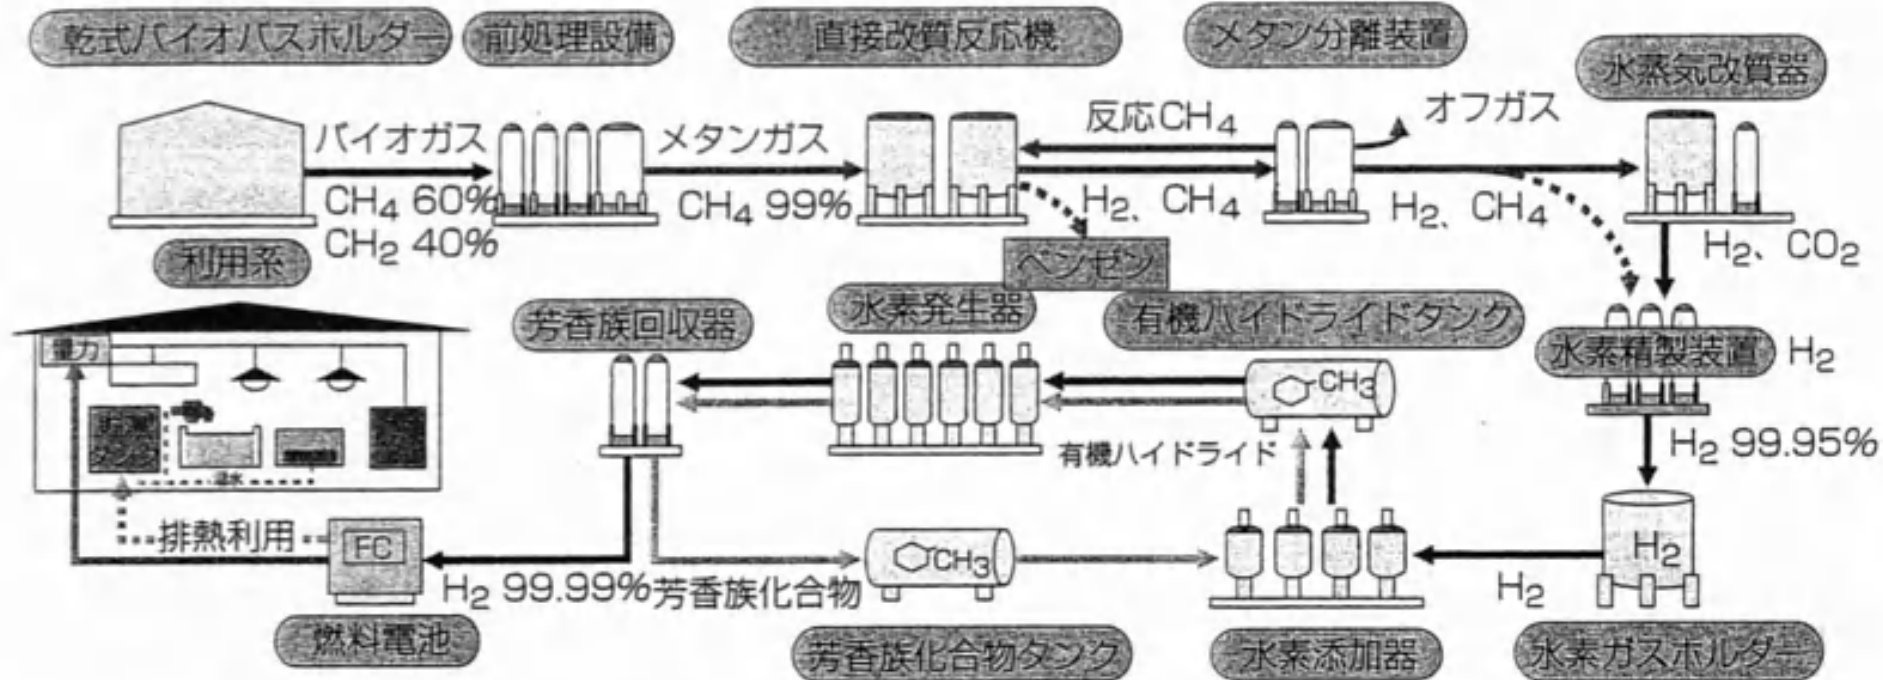 乾式バイオバスホルダー
前処理設備
直接改質反応機
メタン分離装置
水蒸気改質器
バイオガス
CH4 60%
CH2 40%
メタンガス
CH4 99%
反応CH4
オフガス
H2、CH4
H2、CH4
H2、CO2
ベンゼン
利用系
電力
温水
排熱利用
芳香族回収器
水素発生器
有機ハイドライドタンク
CH3
有機ハイドライド
水素精製装置
H2
H2 99.95%
FC
H2 99.99%
芳香族化合物
CH3
H2
H2
燃料電池
芳香族化合物タンク
水素添加器
水素ガスホルダー